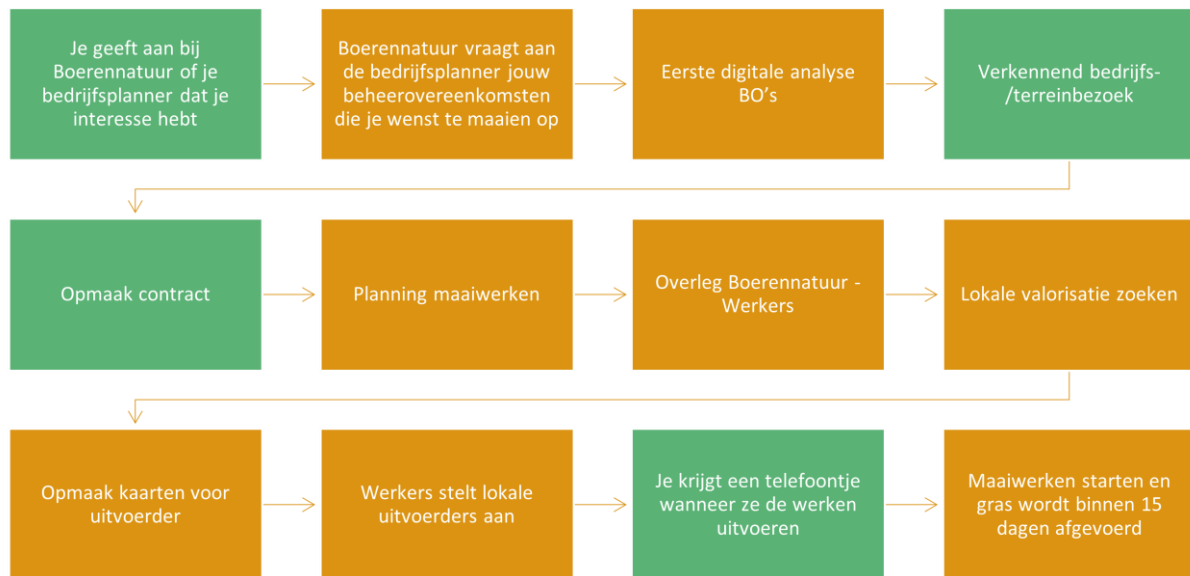 Je geeft aan bij
Boerennatuur of je
bedrijfsplanner dat je
interesse hebt
Boerennatuur vraagt aan
de bedrijfsplanner jouw
beheerovereenkomsten
die je wenst te maaien op
Eerste digitale analyse
BO's
Verkennend bedrijfs-
/terreinbezoek
Opmaak contract
Planning maaiwerken
Overleg Boerennatuur -
Werkers
Lokale valorisatie zoeken
Opmaak kaarten voor
uitvoerder
Werkers stelt lokale
uitvoerders aan
Je krijgt een telefoontje
wanneer ze de werken
uitvoeren
Maaiwerken starten en
gras wordt binnen 15
dagen afgevoerd